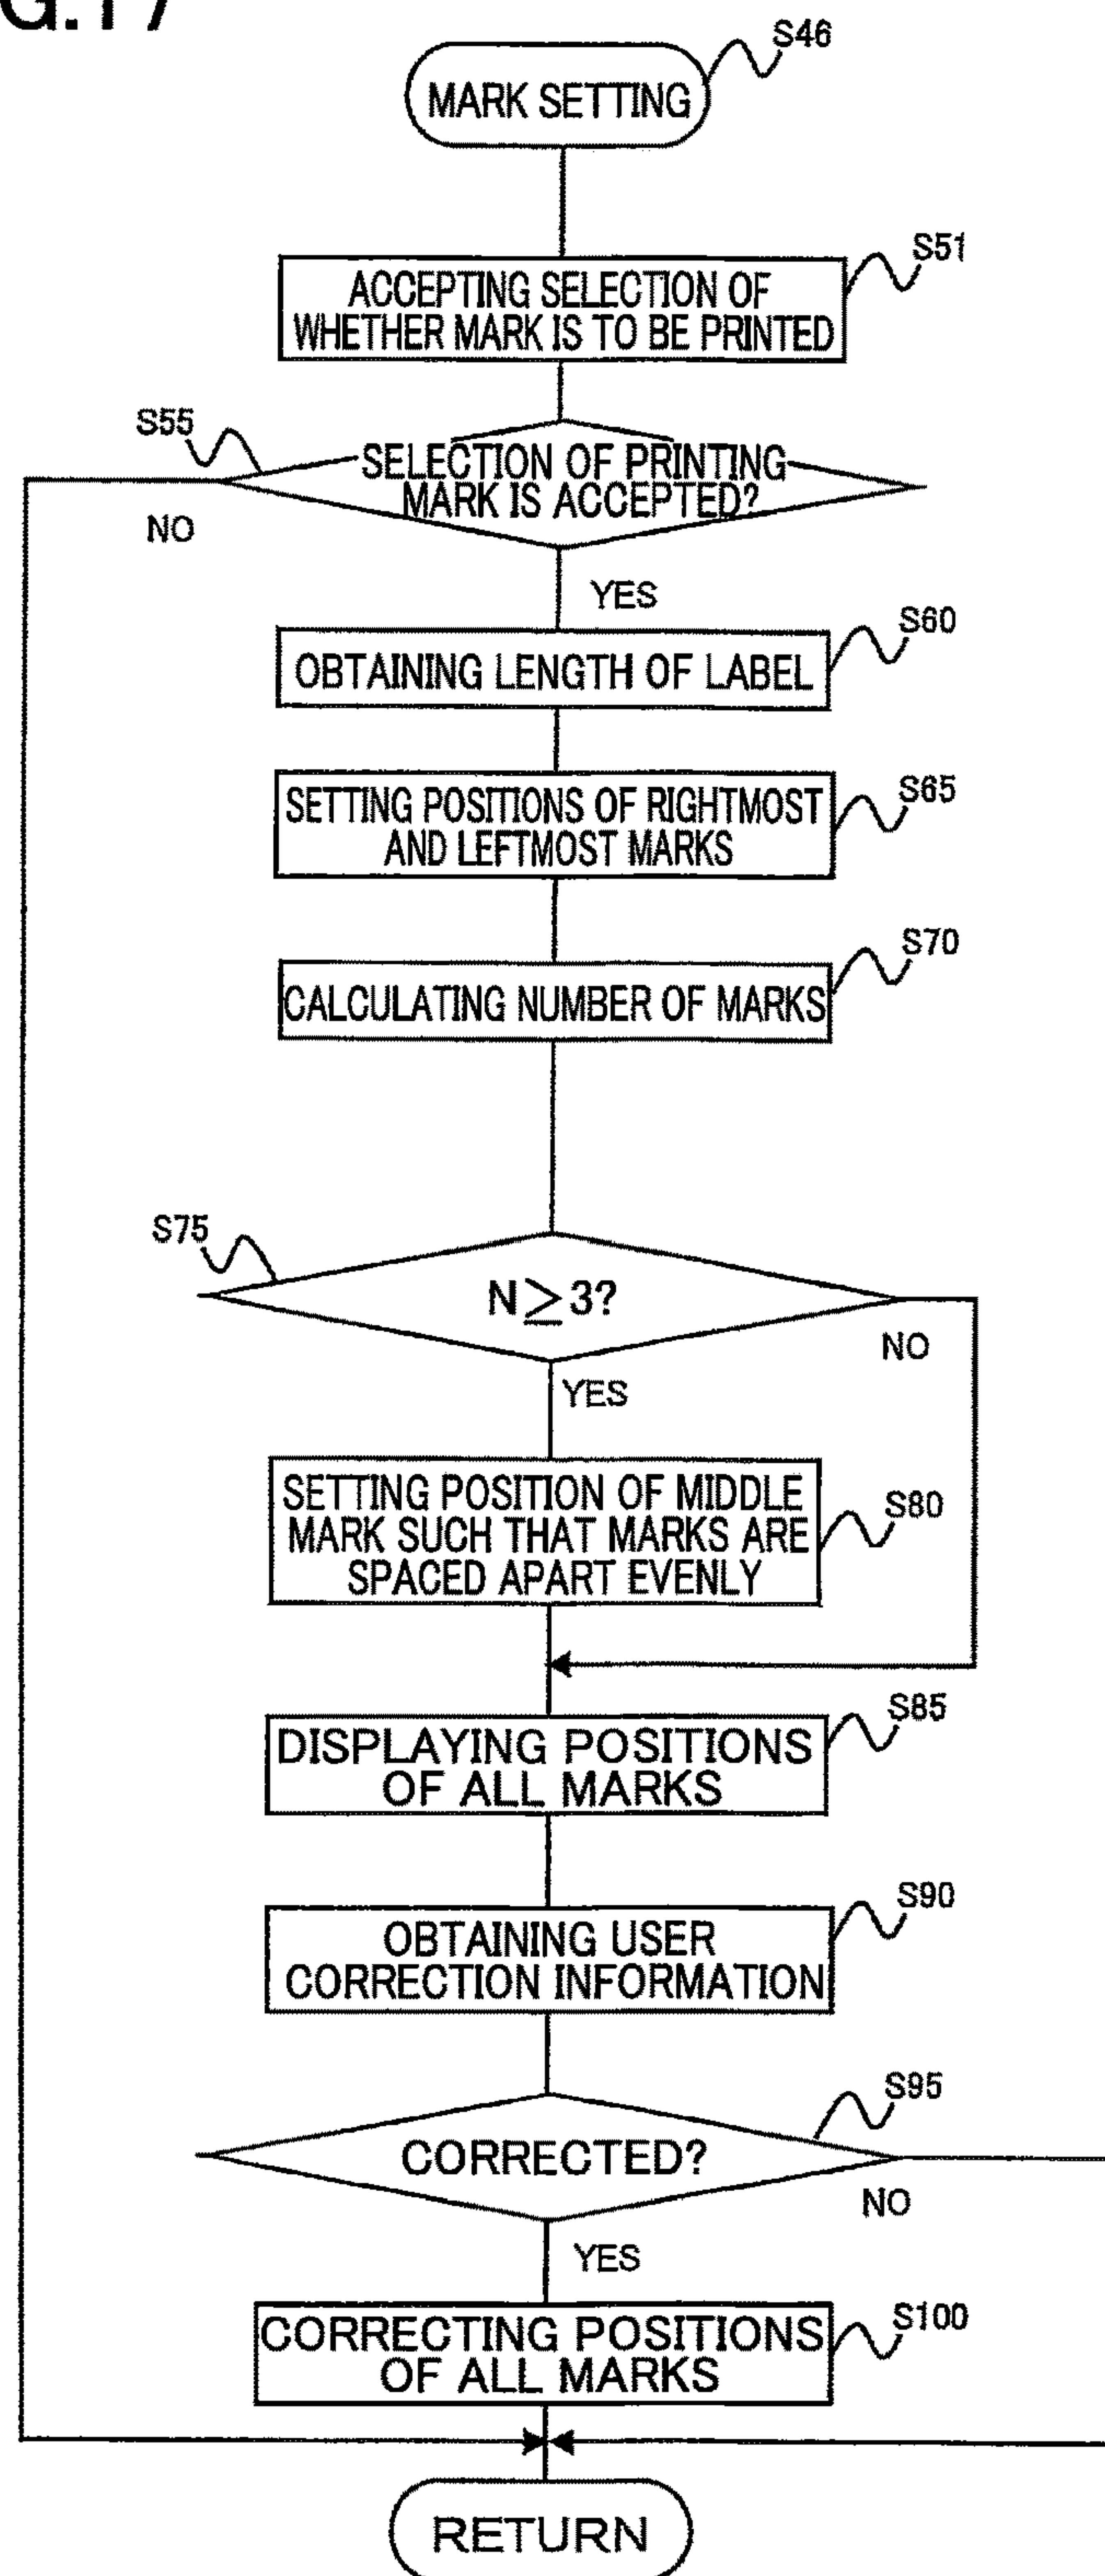 G.17
S46
MARK SETTING
S51
ACCEPTING SELECTION OF
WHETHER MARK IS TO BE PRINTED
S55
SELECTION OF PRINTING
MARK IS ACCEPTED?
NO
YES
S60
OBTAINING LENGTH OF LABEL
S65
SETTING POSITIONS OF RIGHTMOST
AND LEFTMOST MARKS
S70
CALCULATING NUMBER OF MARKS
S75
N≥3?
NO
YES
SETTING POSITION OF MIDDLE
MARK SUCH THAT MARKS ARE
SPACED APART EVENLY
S80
S85
DISPLAYING POSITIONS
OF ALL MARKS
S90
OBTAINING USER
CORRECTION INFORMATION
S95
CORRECTED?
NO
YES
S100
CORRECTING POSITIONS
OF ALL MARKS
RETURN